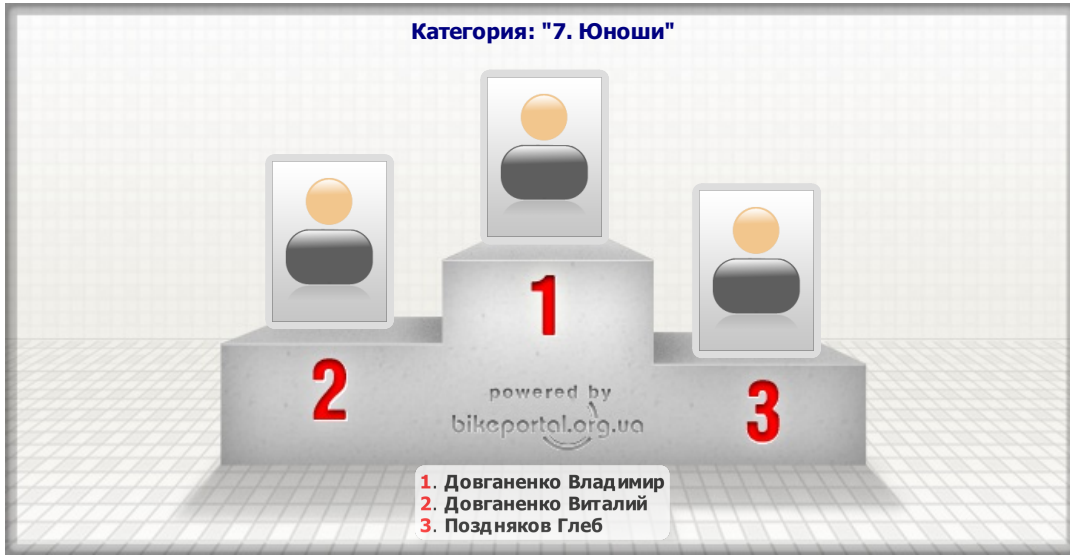 Категория: "7. Юноши"
1
2
3
powered by
bikeportal.org.ua
1. Довганенко Владимир
2. Довганенко Виталий
3. Поздняков Глеб